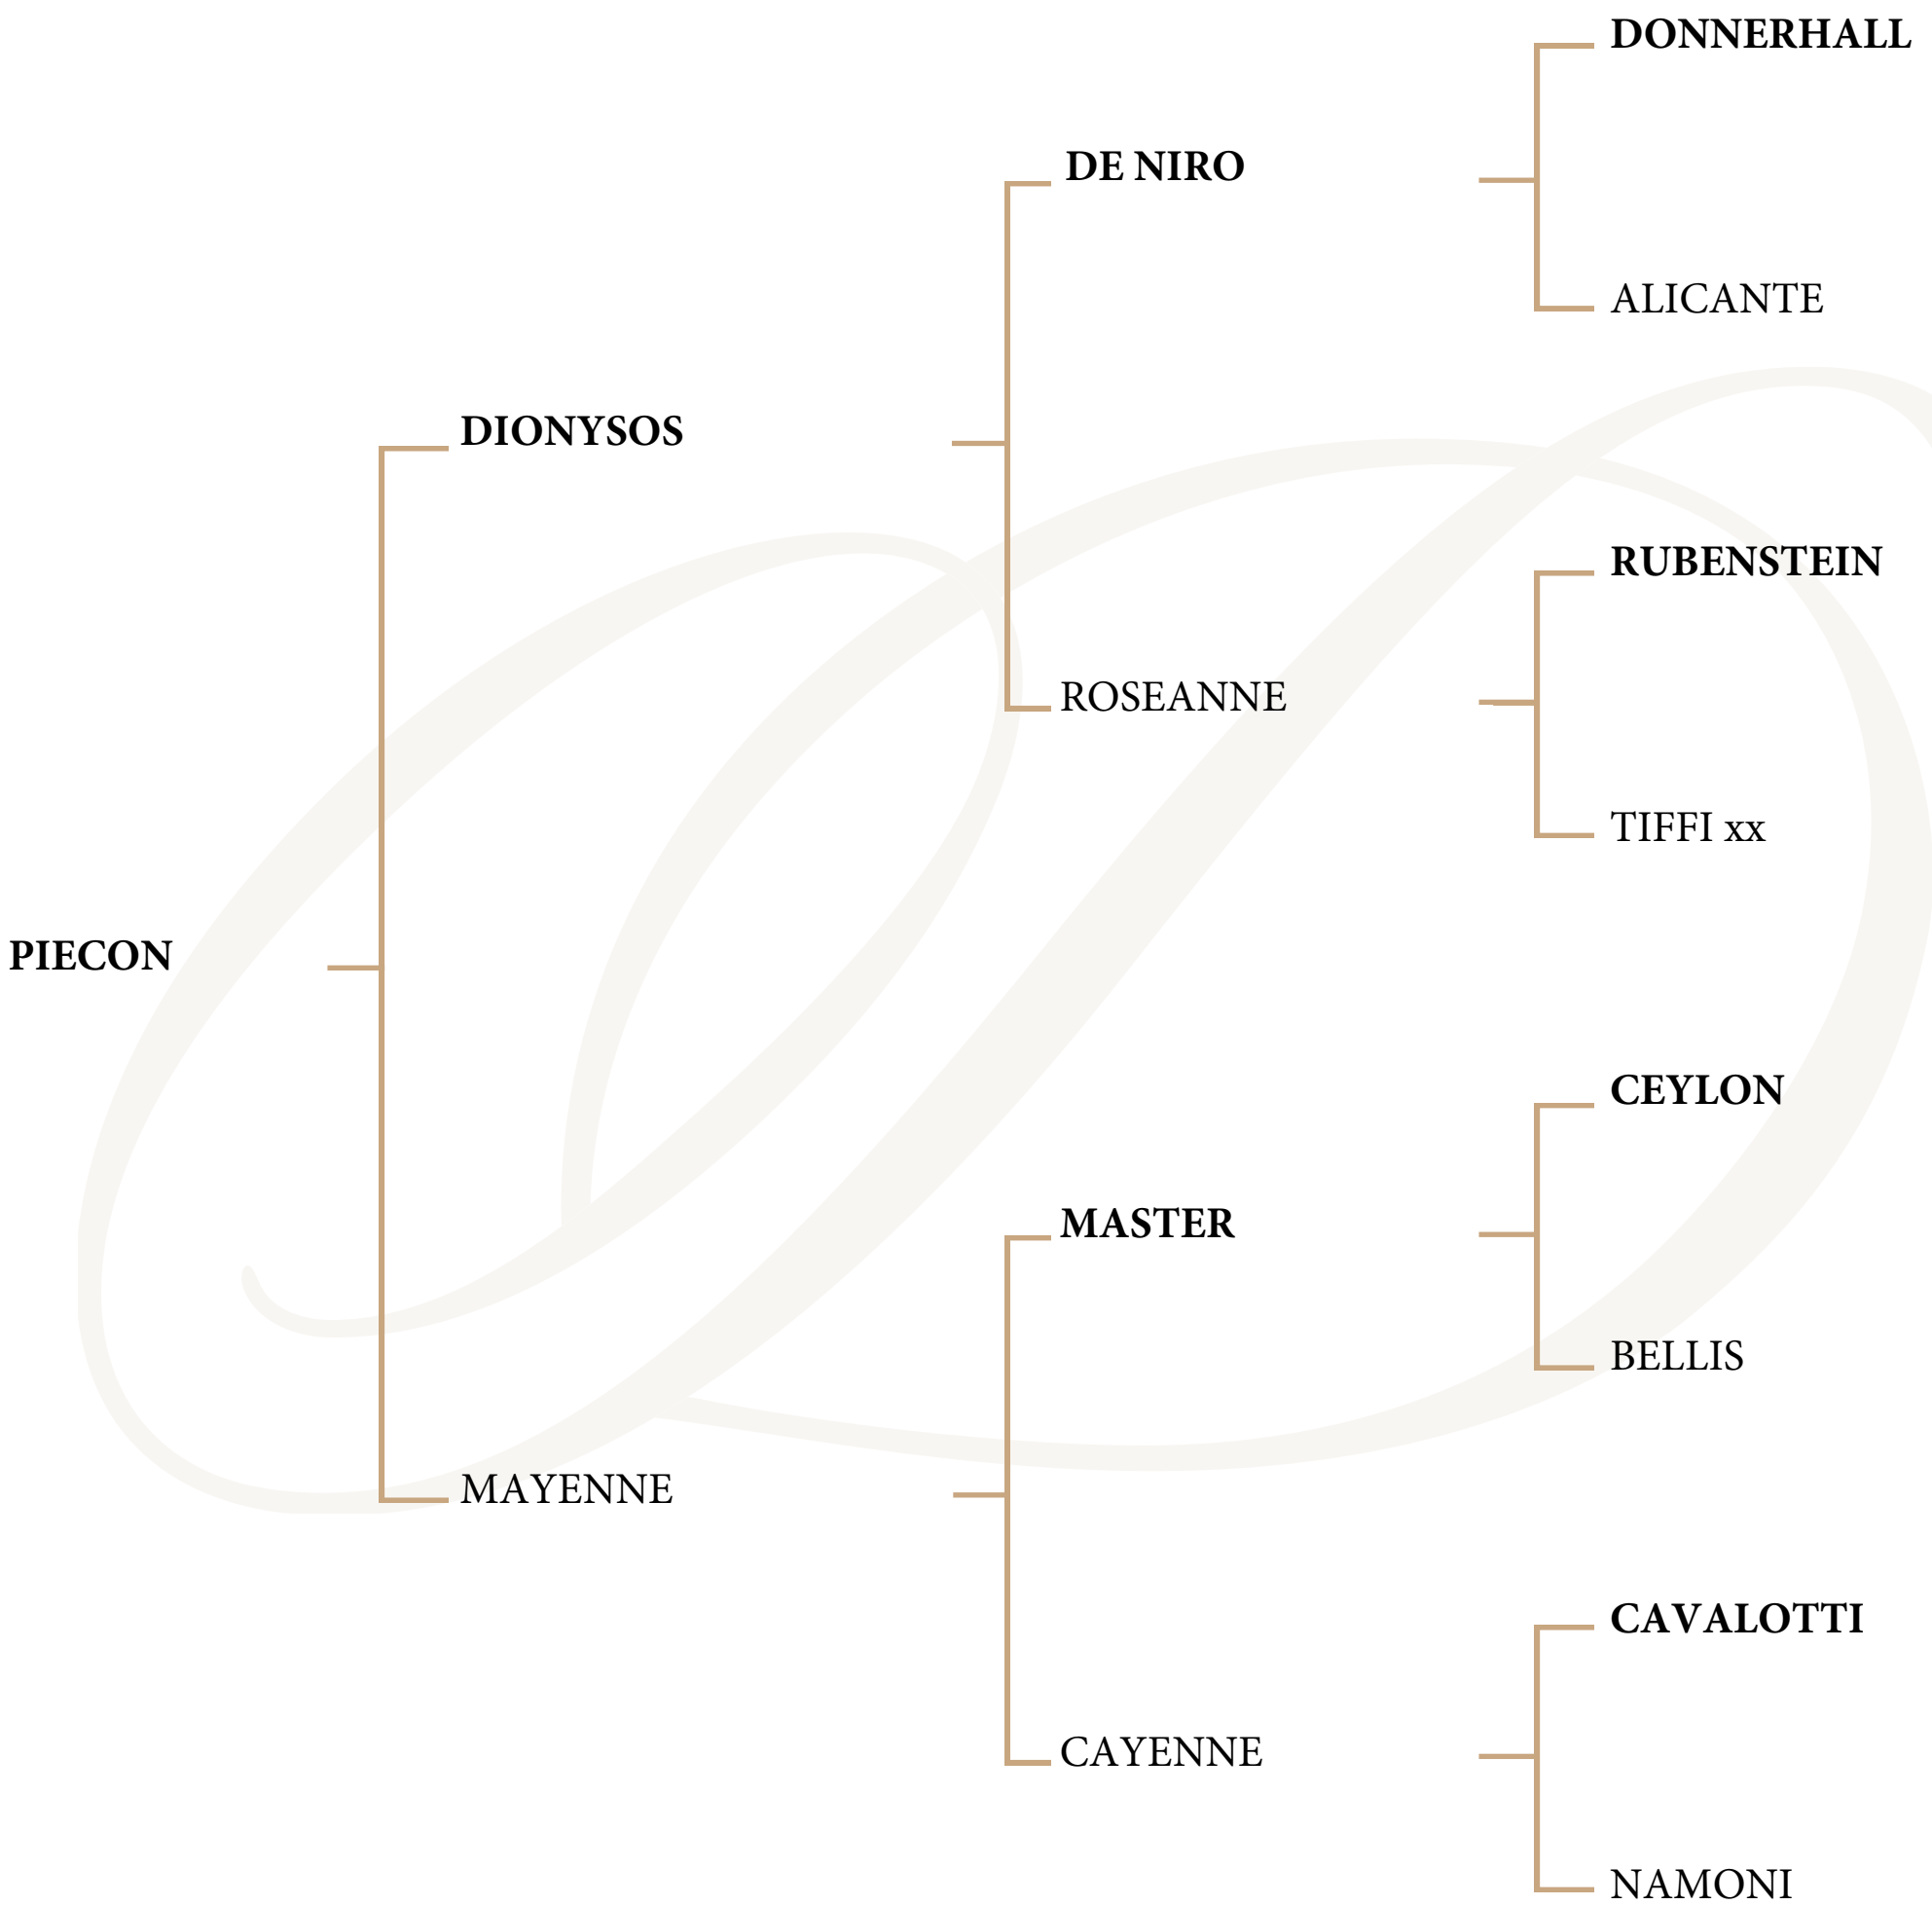 DONNERHALL
DE NIRO
ALICANTE
DIONYSOS
RUBENSTEIN
ROSEANNE
TIFFI xx
PIECON
CEYLON
MASTER
BELLIS
MAYENNE
CAVALOTTI
CAYENNE
NAMONI